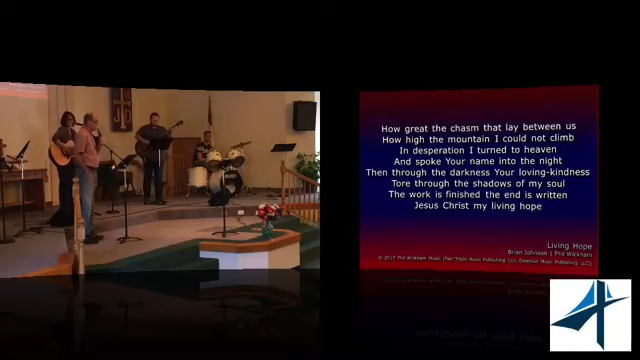 How great the chasm that lay between us
How high the mountain I could not climb
In desperation I turned to heaven
And spoke Your name into the night
Then through the darkness Your loving-kindness
Tore through the shadows of my soul
The work is finished the end is written
Jesus Christ my living hope
Living Hope
Brian Johnson | Phil Wickham